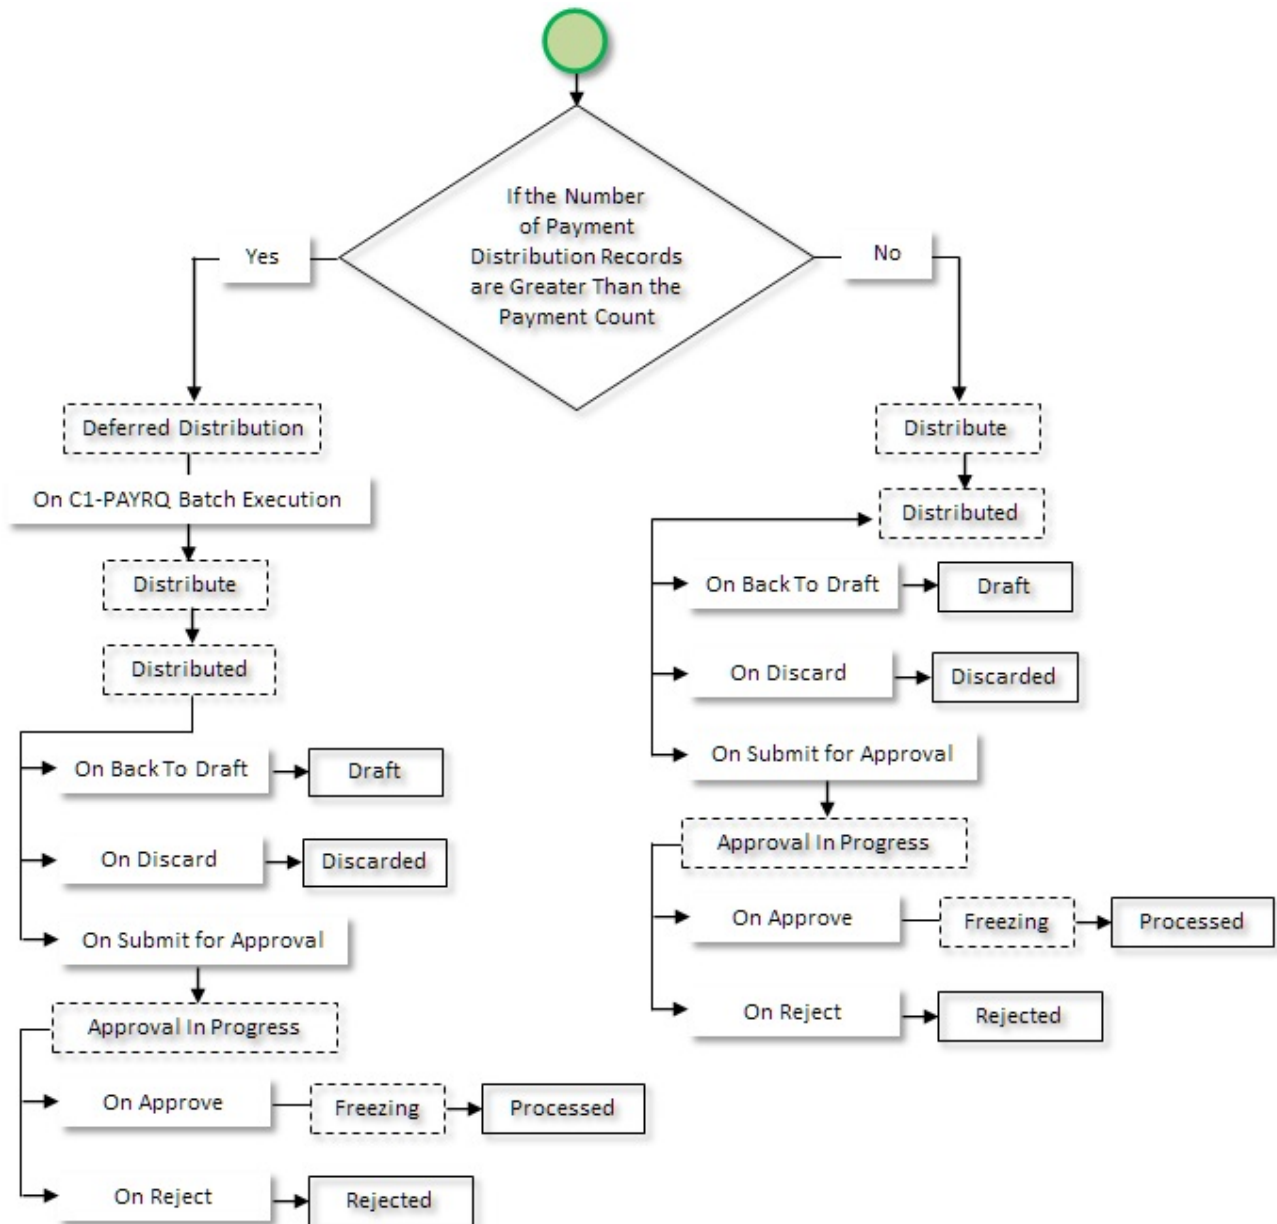 If the Number
of Payment
Distribution Records
are Greater Than the
Payment Count
Yes
No
Deferred Distribution
On C1-PAYRQ Batch Execution
Distribute
Distributed
On Back To Draft
Draft
On Discard
Discarded
On Submit for Approval
Approval In Progress
On Approve
Freezing
Processed
On Reject
Rejected
Distribute
Distributed
On Back To Draft
Draft
On Discard
Discarded
On Submit for Approval
Approval In Progress
On Approve
Freezing
Processed
On Reject
Rejected